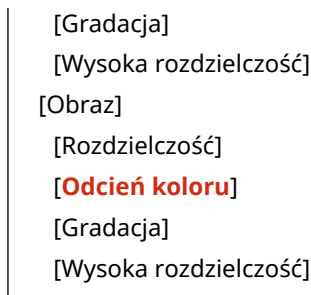 [Gradacja]
[Wysoka rozdzielczość]
[Obraz]
[Rozdzielczość]
[Odcień koloru]
[Gradacja]
[Wysoka rozdzielczość]